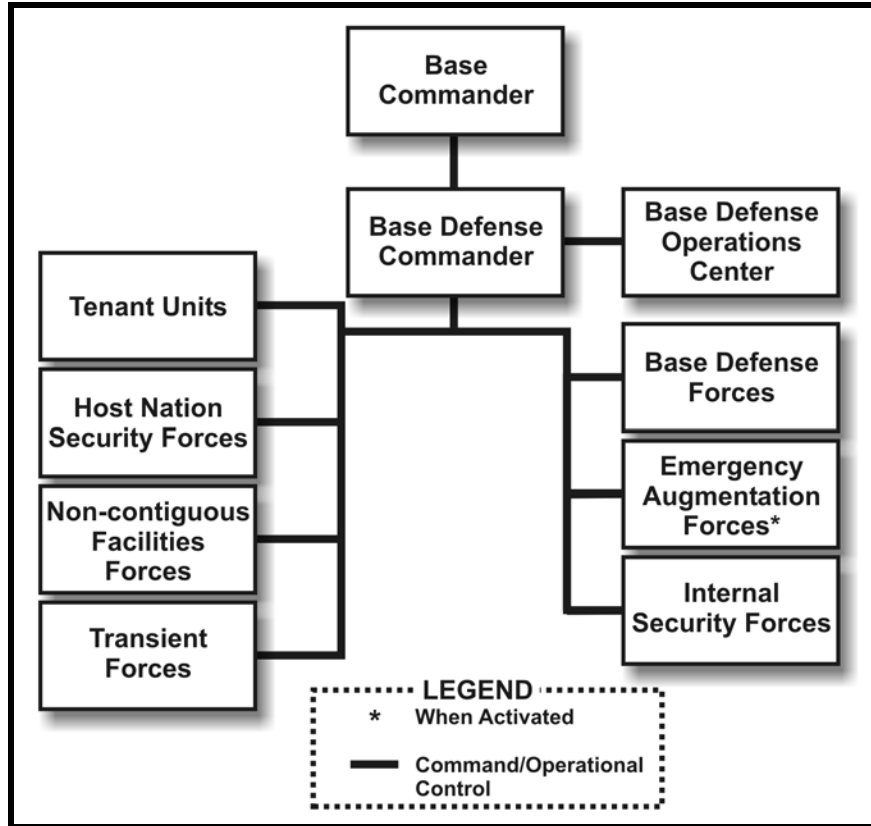 Base
Commander
Base Defense
Commander
Base Defense
Operations
Center
Tenant Units
Host Nation
Security Forces
Non-contiguous
Facilities
Forces
Transient
Forces
Base Defense
Forces
Emergency
Augmentation
Forces*
Internal
Security Forces
LEGEND
* When Activated
Command/Operational
Control